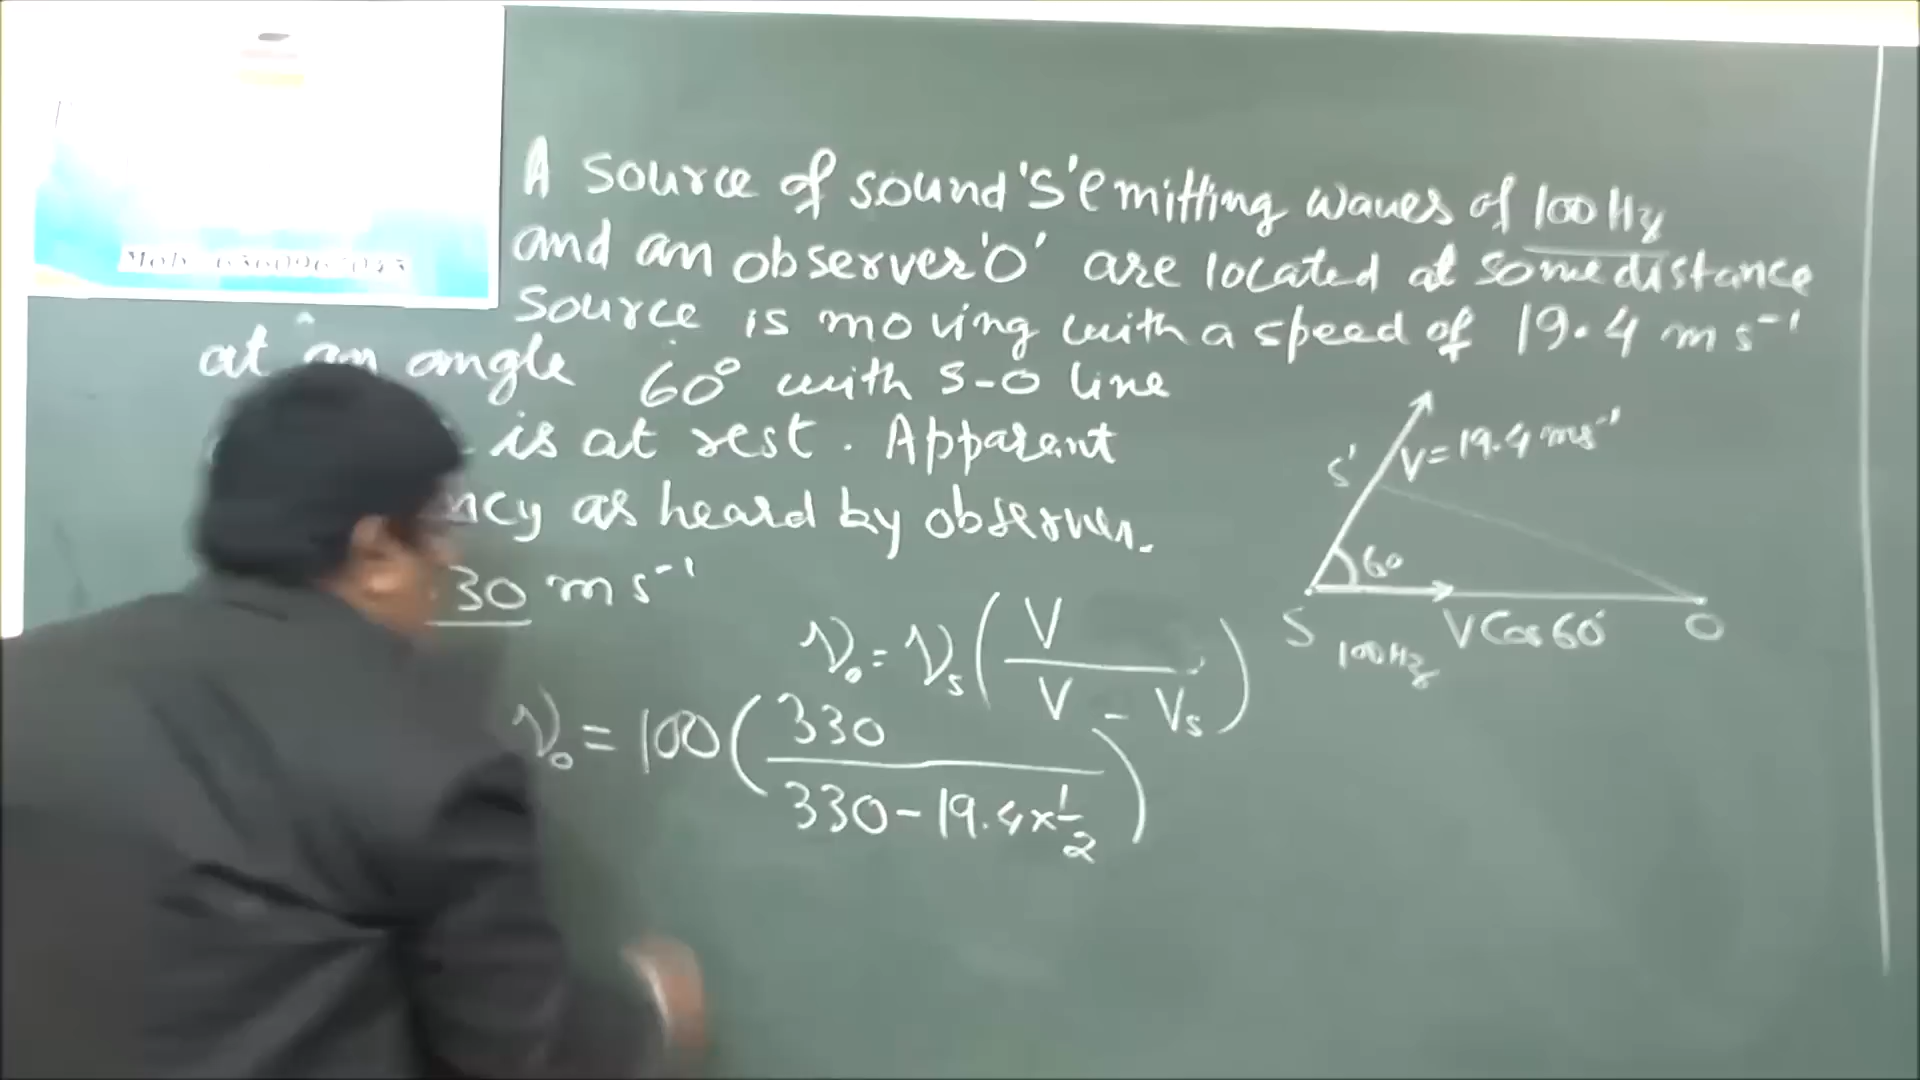 A source of sound 'S' emitting waves of 100 Hz
and an observer 'O' are located at some distance
Source is moving with a speed of 19.4 m s⁻¹
at an angle 60° with S-O line
is at rest. Apparent
ncy as heard by observer.
30 m s⁻¹
ν₀ = νₛ (V / V - Vₛ)
ν₀ = 100 (330 / 330 - 19.4 x 1/2)
S'
V = 19.4 ms⁻¹
60
S
100 Hz
V Cos 60°
O